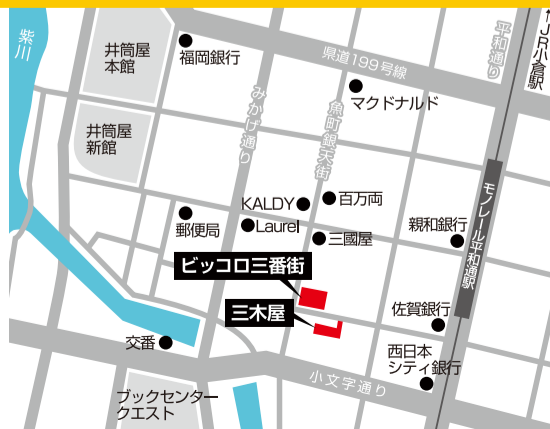 紫川
井筒屋
本館
福岡銀行
県道199号線
平和通り
↑JR小倉駅
マクドナルド
みかげ通り
魚町銀天街
井筒屋
新館
モノレール平和通駅
KALDY
百万両
郵便局
Laurel
三國屋
親和銀行
ビッコロ三番街
三木屋
佐賀銀行
交番
西日本
シティ銀行
小文字通り
ブックセンター
クエスト